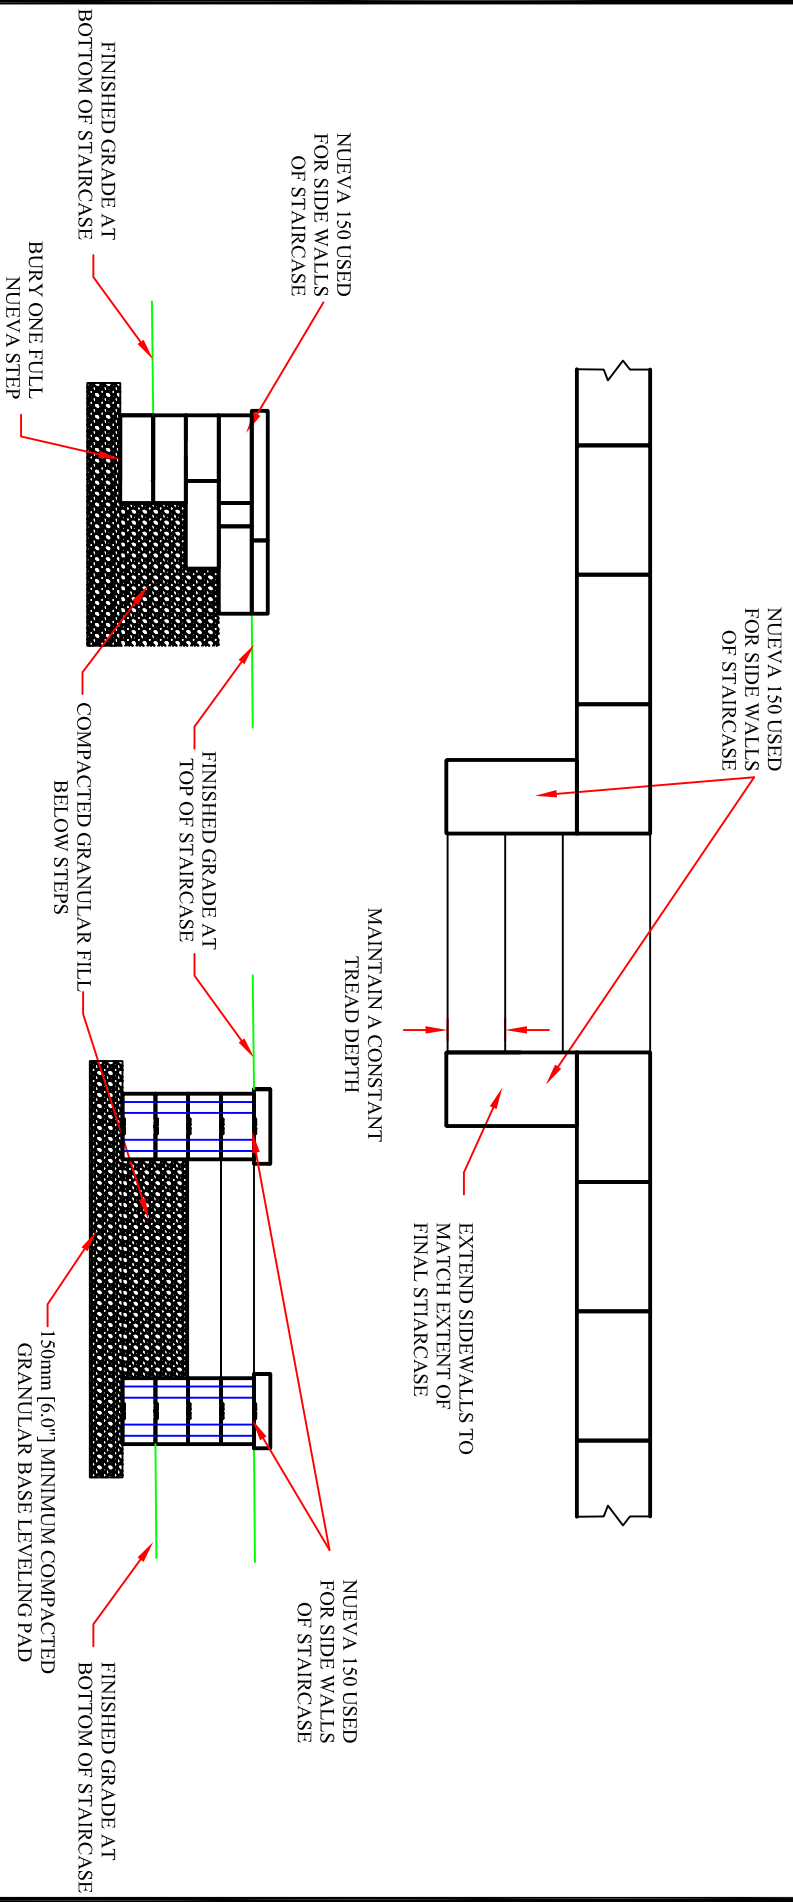 NUEVA 150 USED
FOR SIDE WALLS
OF STAIRCASE
MAINTAIN A CONSTANT
TREAD DEPTH
EXTEND SIDEWALLS TO
MATCH EXTENT OF
FINAL STIARCASE
NUEVA 150 USED
FOR SIDE WALLS
OF STAIRCASE
FINISHED GRADE AT
BOTTOM OF STAIRCASE
BURY ONE FULL
NUEVA STEP
FINISHED GRADE AT
TOP OF STAIRCASE
COMPACTED GRANULAR FILL
BELOW STEPS
NUEVA 150 USED
FOR SIDE WALLS
OF STAIRCASE
150mm [6.0"] MINIMUM COMPACTED
GRANULAR BASE LEVELING PAD
FINISHED GRADE AT
BOTTOM OF STAIRCASE